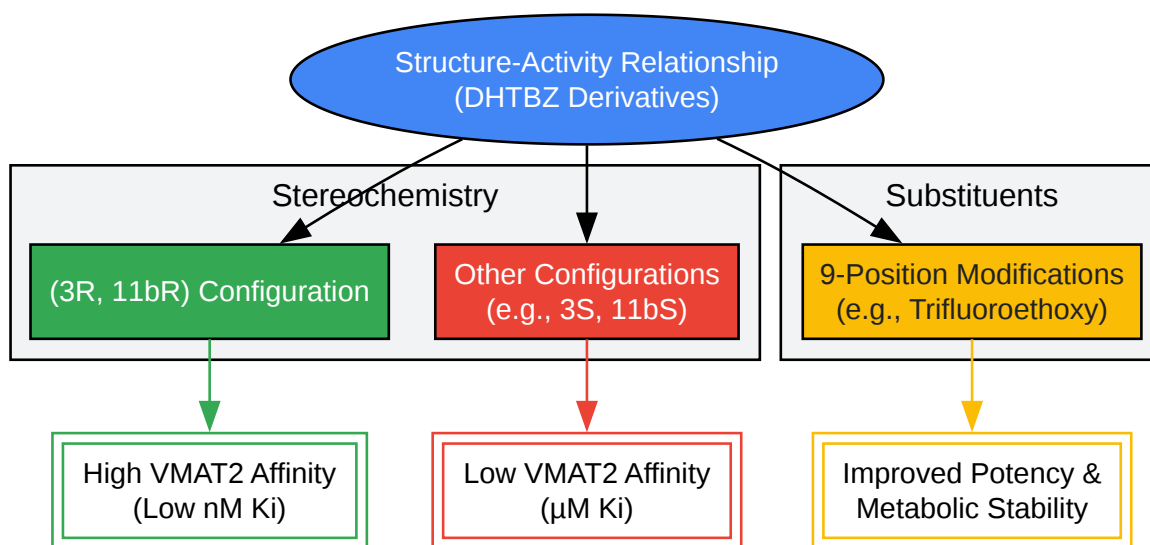 Structure-Activity Relationship
(DHTBZ Derivatives)
Stereochemistry
Substituents
(3R, 11bR) Configuration
Other Configurations
(e.g., 3S, 11bS)
9-Position Modifications
(e.g., Trifluoroethoxy)
High VMAT2 Affinity
(Low nM Ki)
Low VMAT2 Affinity
(µM Ki)
Improved Potency &
Metabolic Stability